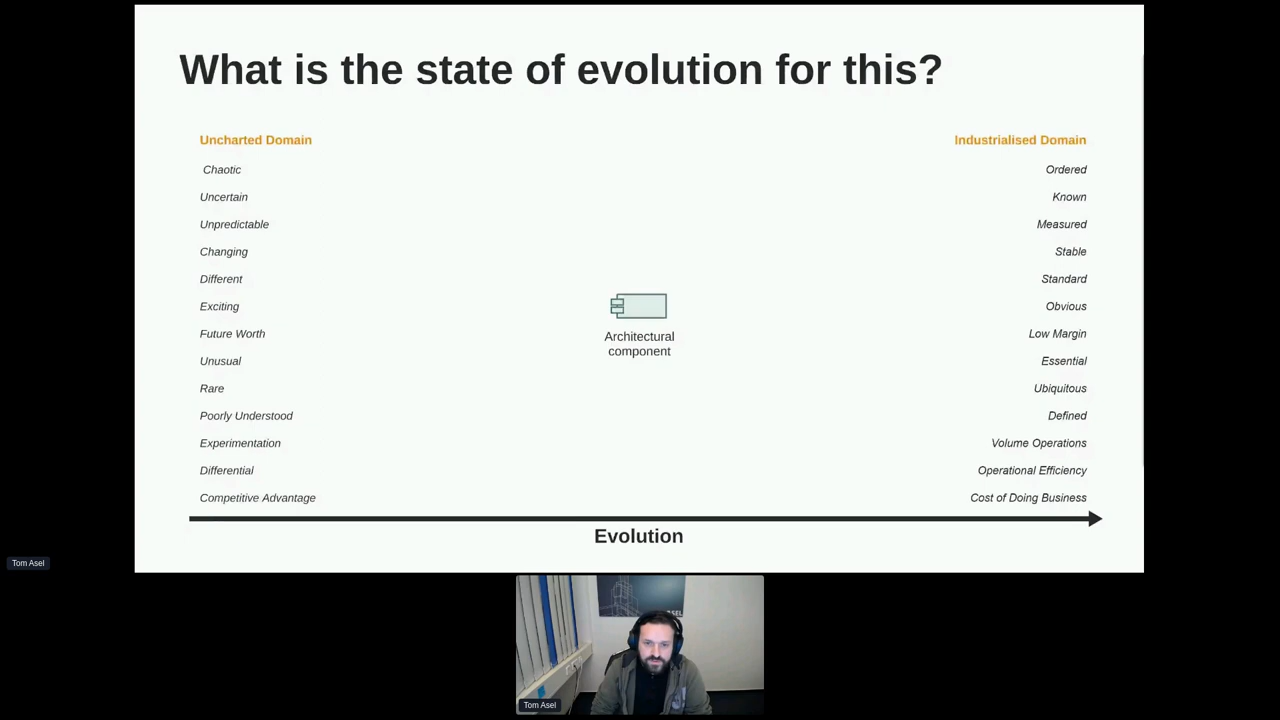 What is the state of evolution for this?
Uncharted Domain
Industrialised Domain
Chaotic
Ordered
Uncertain
Known
Unpredictable
Measured
Changing
Stable
Different
Standard
Exciting
Obvious
Future Worth
Low Margin
Unusual
Essential
Rare
Ubiquitous
Poorly Understood
Defined
Experimentation
Volume Operations
Differential
Operational Efficiency
Competitive Advantage
Cost of Doing Business
Architectural
component
Evolution
Tom Asel
Tom Asel